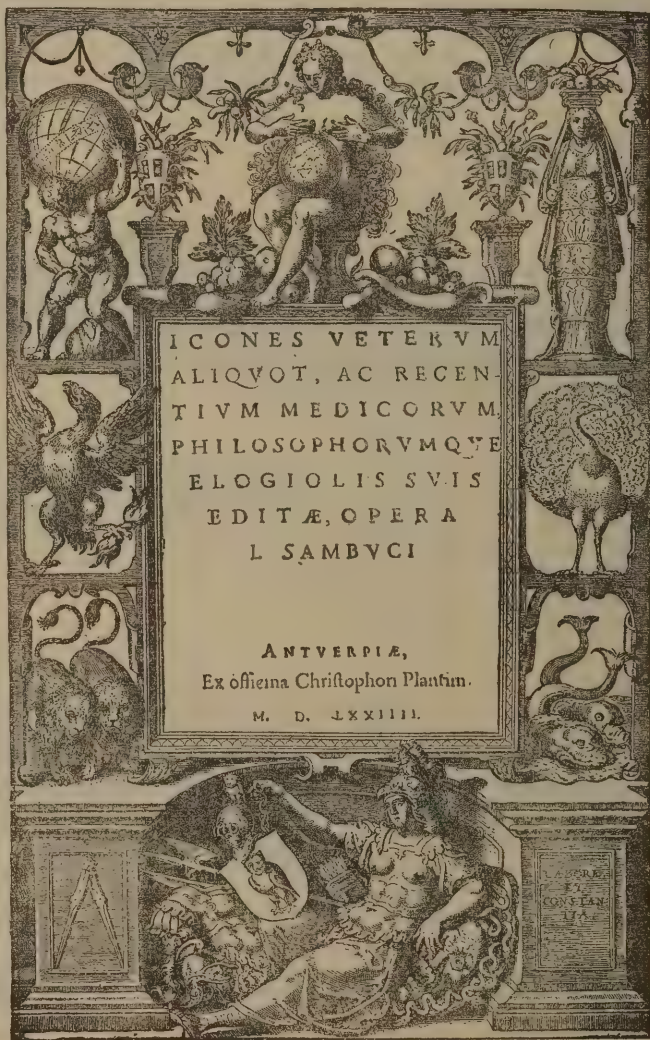 ICONES VETERVM
ALIQVOT, AC RECEN-
TIVM MEDICORVM,
PHILOSOPHORVMQVE
ELOGIOLIS SVIS
EDITÆ, OPERA
I. SAMBVCI
ANTVERPIÆ,
Ex officina Christophori Plantini.
M. D. LXXIIII.
LABORE
ET
CONSTAN
TIA